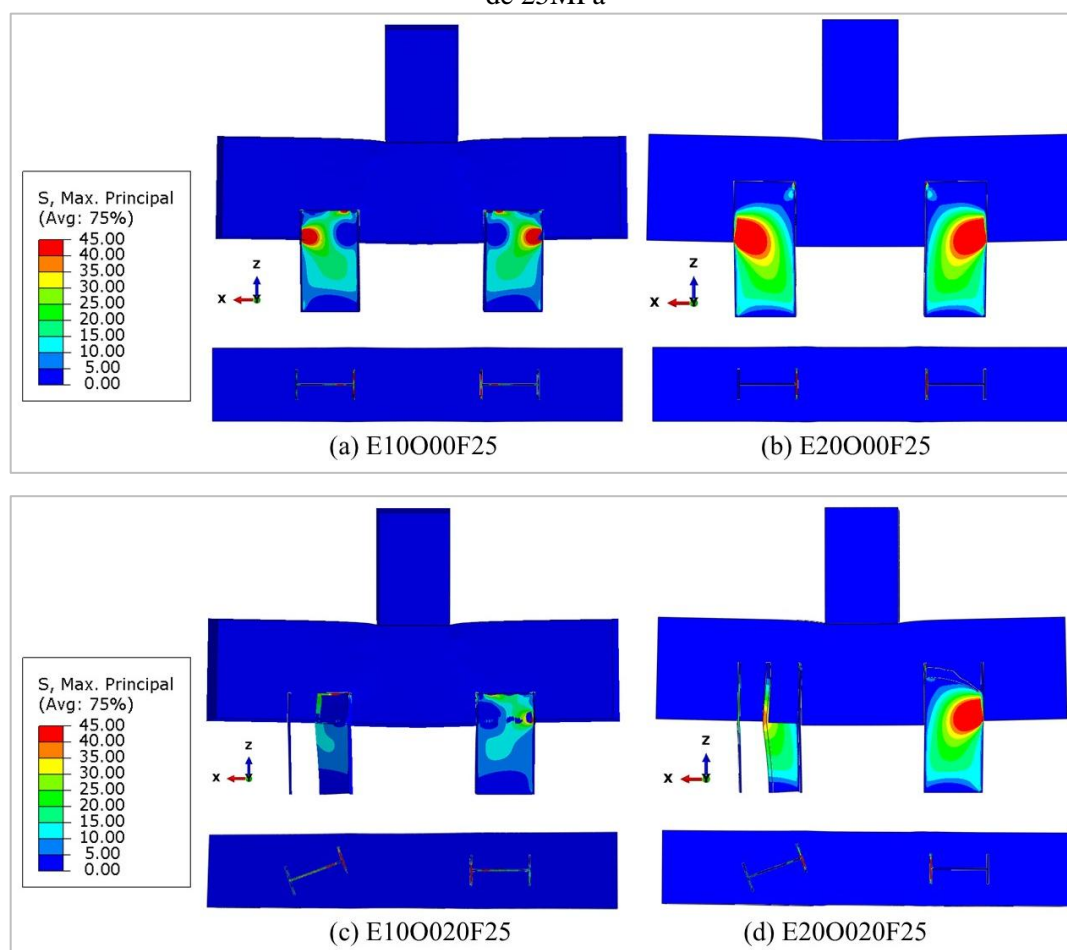 de 25MPa
S, Max. Principal
(Avg: 75%)
45.00
40.00
35.00
30.00
25.00
20.00
15.00
10.00
5.00
0.00
z
x
z
x
(a) E10O00F25
(b) E20O00F25
S, Max. Principal
(Avg: 75%)
45.00
40.00
35.00
30.00
25.00
20.00
15.00
10.00
5.00
0.00
z
x
z
x
(c) E10O020F25
(d) E20O020F25